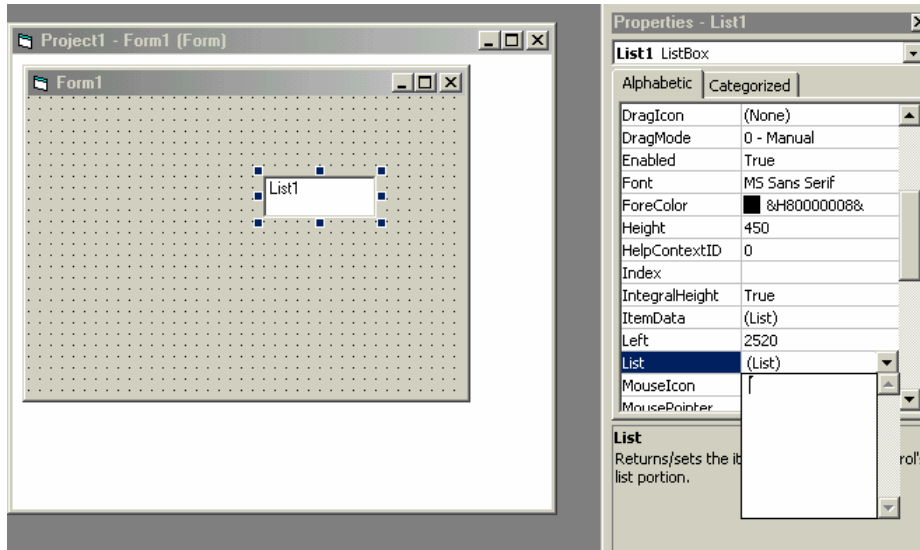 Project1 - Form1 (Form)
Form1
List1
Properties - List1
List1 ListBox
Alphabetic Categorized
DragIcon (None)
DragMode 0 - Manual
Enabled True
Font MS Sans Serif
ForeColor &H80000008&
Height 450
HelpContextID 0
Index
IntegralHeight True
ItemData (List)
Left 2520
List (List)
MouseIcon
MousePointer
List
Returns/sets the it rol's
list portion.